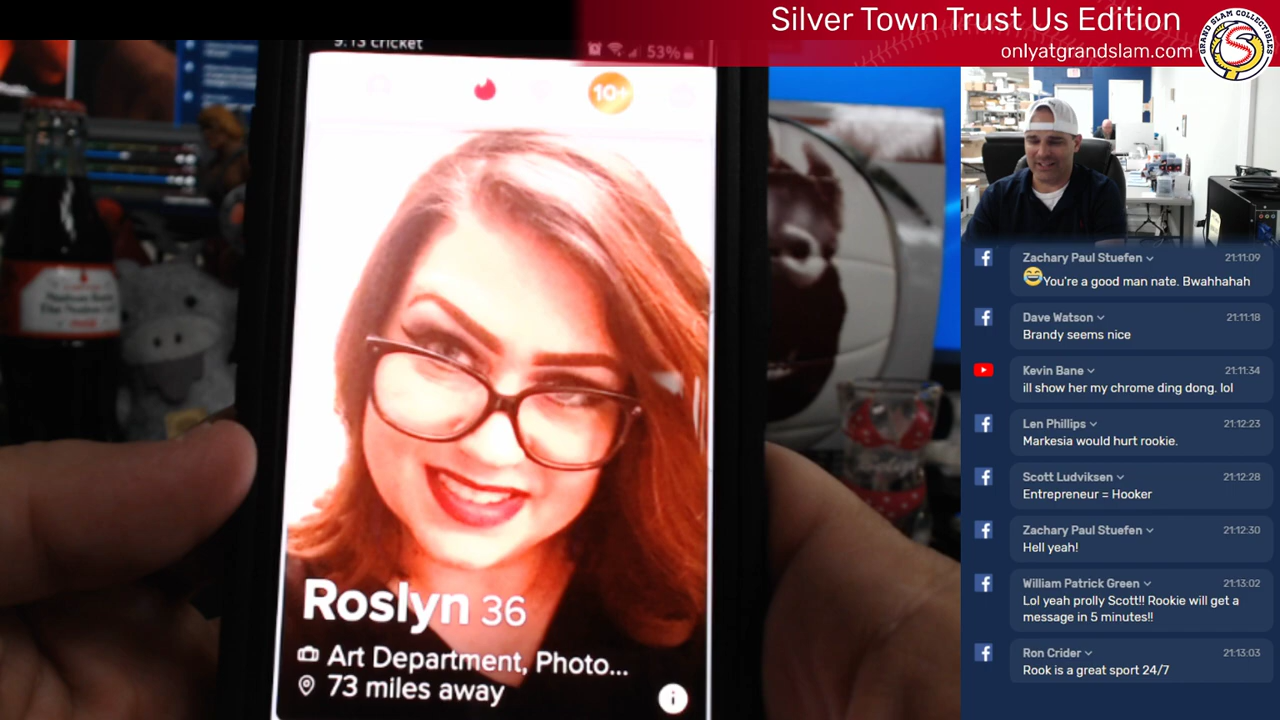 Silver Town Trust Us Edition
onlyatgrandslam.com
GRAND SLAM COLLECTIBLES
9:13 cricket
53%
10+
Roslyn 36
Art Department, Photo...
73 miles away
Zachary Paul Stuefen 21:11:09
😂You're a good man nate. Bwahhahah
Dave Watson 21:11:18
Brandy seems nice
Kevin Bane 21:11:34
ill show her my chrome ding dong. lol
Len Phillips 21:12:23
Markesia would hurt rookie.
Scott Ludviksen 21:12:28
Entrepreneur = Hooker
Zachary Paul Stuefen 21:12:30
Hell yeah!
William Patrick Green 21:13:02
Lol yeah prolly Scott!! Rookie will get a
message in 5 minutes!!
Ron Crider 21:13:03
Rook is a great sport 24/7